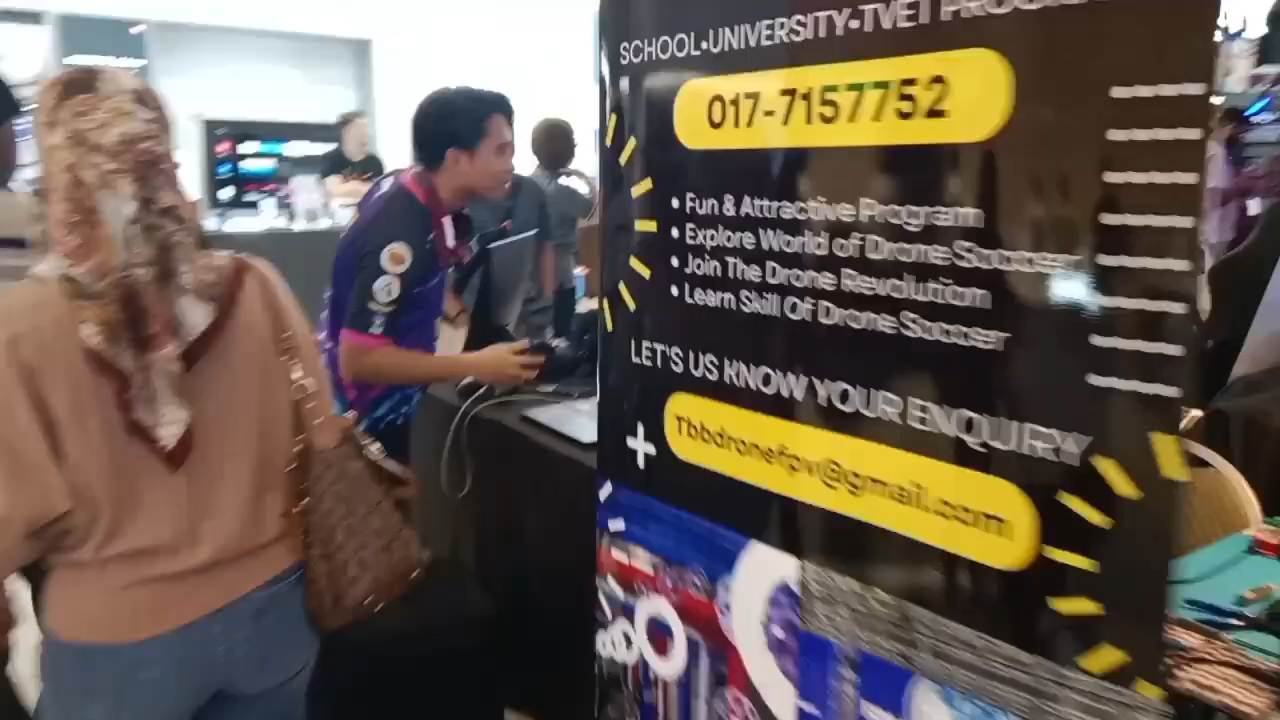 SCHOOL•UNIVERSITY•TVET PROGRAM
017-7157752
• Fun & Attractive Program
• Explore World of Drone Soccer
• Join The Drone Revolution
• Learn Skill Of Drone Soccer
LET'S US KNOW YOUR ENQUIRY
Tbbdronefpv@gmail.com